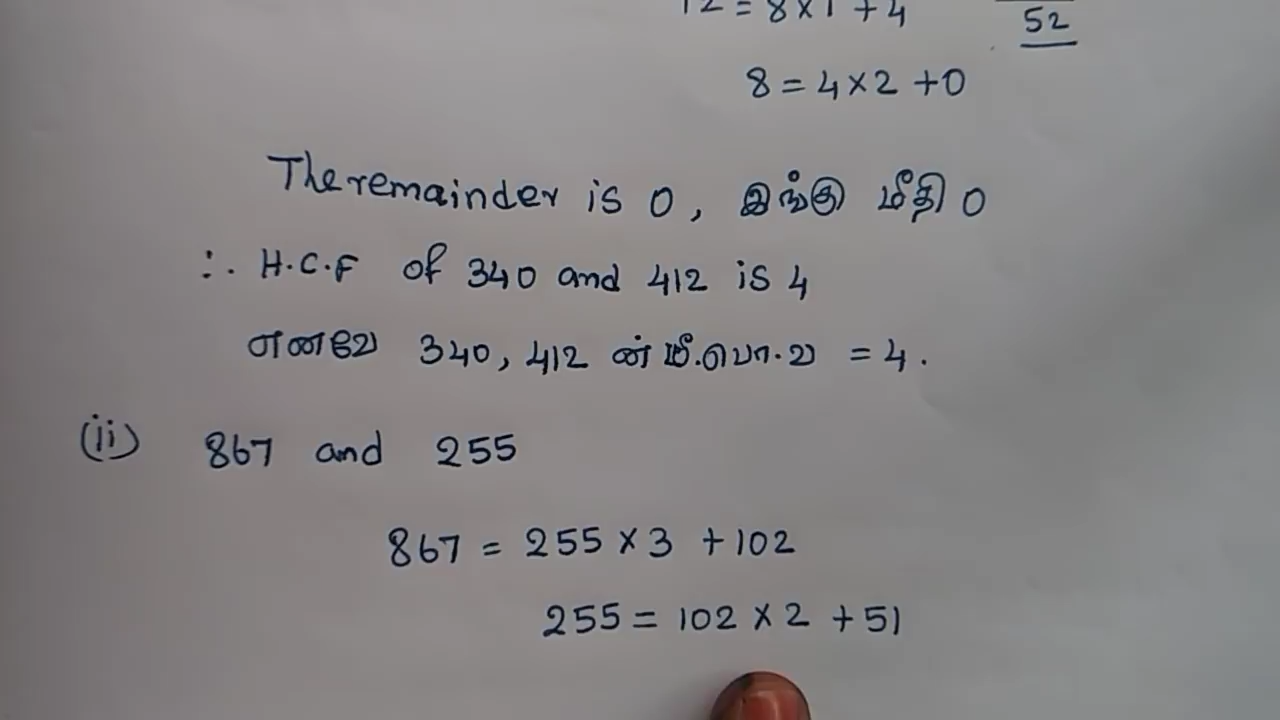 12 = 8 × 1 + 4
52
8 = 4 × 2 + 0
The remainder is 0, இங்கு மீதி 0
∴ H.C.F of 340 and 412 is 4
எனவே 340, 412 ன் மீ.பொ.வ = 4.
(ii) 867 and 255
867 = 255 × 3 + 102
255 = 102 × 2 + 51